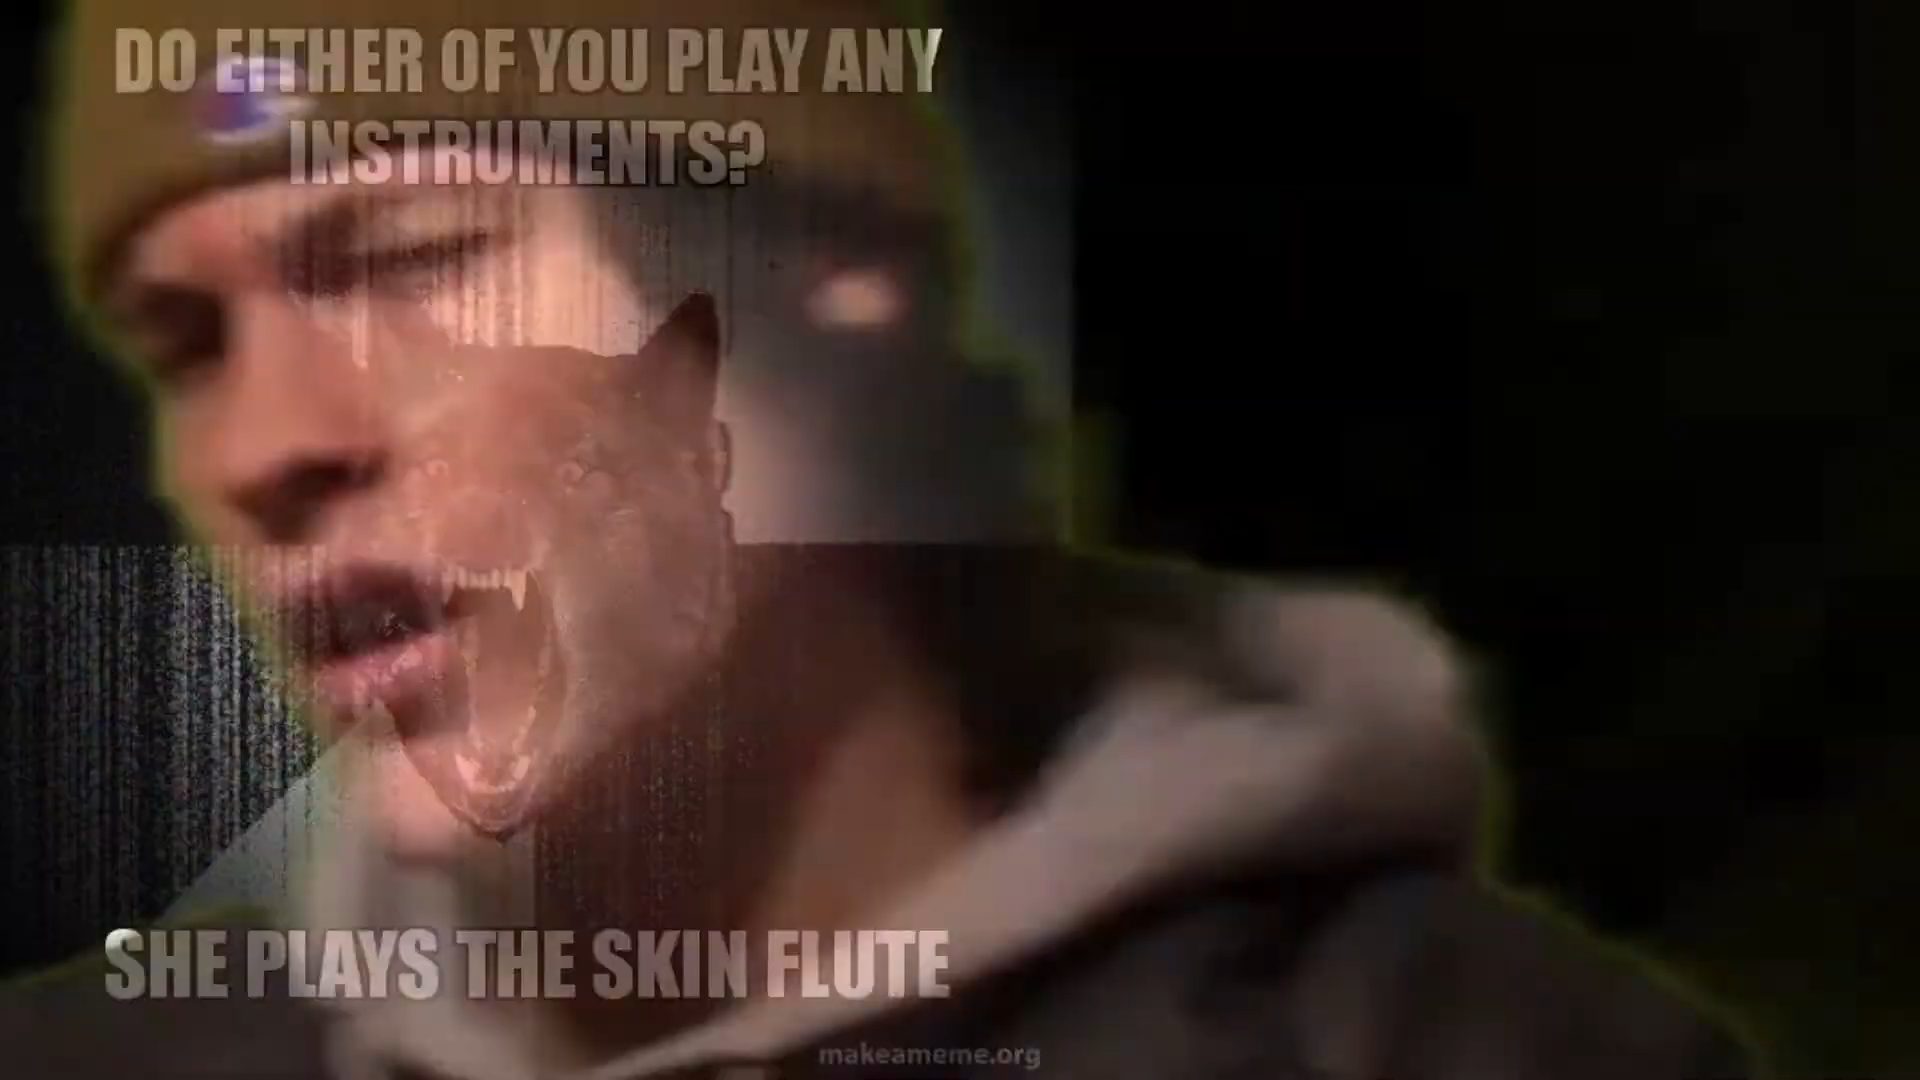 DO EITHER OF YOU PLAY ANY
INSTRUMENTS?
SHE PLAYS THE SKIN FLUTE
makeameme.org